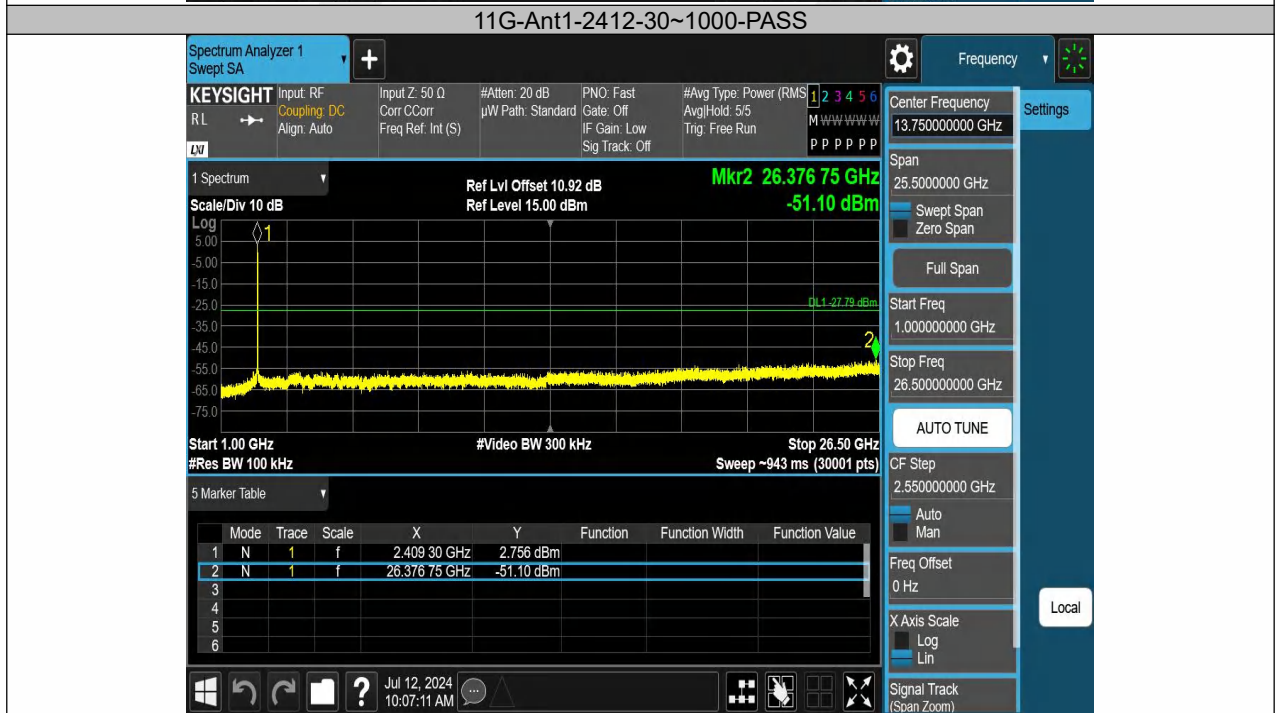 11G-Ant1-2412-30~1000-PASS
Spectrum Analyzer 1
Swept SA
+
Frequency
KEYSIGHT
RL
LXI
Input: RF
Coupling: DC
Align: Auto
Input Z: 50 Ω
Corr CCorr
Freq Ref: Int (S)
#Atten: 20 dB
µW Path: Standard
PNO: Fast
Gate: Off
IF Gain: Low
Sig Track: Off
#Avg Type: Power (RMS
Avg|Hold: 5/5
Trig: Free Run
1 2 3 4 5 6
M W W W W W
P P P P P P
1 Spectrum
Scale/Div 10 dB
Ref Lvl Offset 10.92 dB
Ref Level 15.00 dBm
Mkr2 26.376 75 GHz
-51.10 dBm
Log
5.00
-5.00
-15.0
-25.0
-35.0
-45.0
-55.0
-65.0
-75.0
1
DL1 -27.79 dBm
2
Start 1.00 GHz
#Video BW 300 kHz
Stop 26.50 GHz
#Res BW 100 kHz
Sweep ~943 ms (30001 pts)
5 Marker Table
Mode Trace Scale X Y Function Function Width Function Value
1 N 1 f 2.409 30 GHz 2.756 dBm
2 N 1 f 26.376 75 GHz -51.10 dBm
3
4
5
6
?
Jul 12, 2024
10:07:11 AM
Center Frequency
13.750000000 GHz
Settings
Span
25.5000000 GHz
Swept Span
Zero Span
Full Span
Start Freq
1.000000000 GHz
Stop Freq
26.500000000 GHz
AUTO TUNE
CF Step
2.550000000 GHz
Auto
Man
Freq Offset
0 Hz
Local
X Axis Scale
Log
Lin
Signal Track
(Span Zoom)